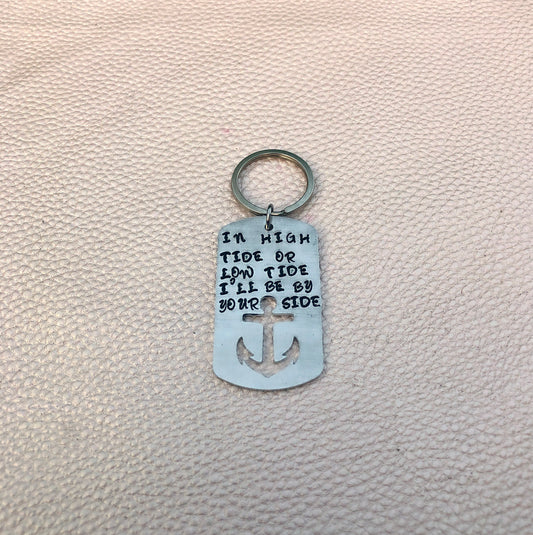 IN HIGH
TIDE OR
LOW TIDE
I'LL BE BY
YOUR SIDE